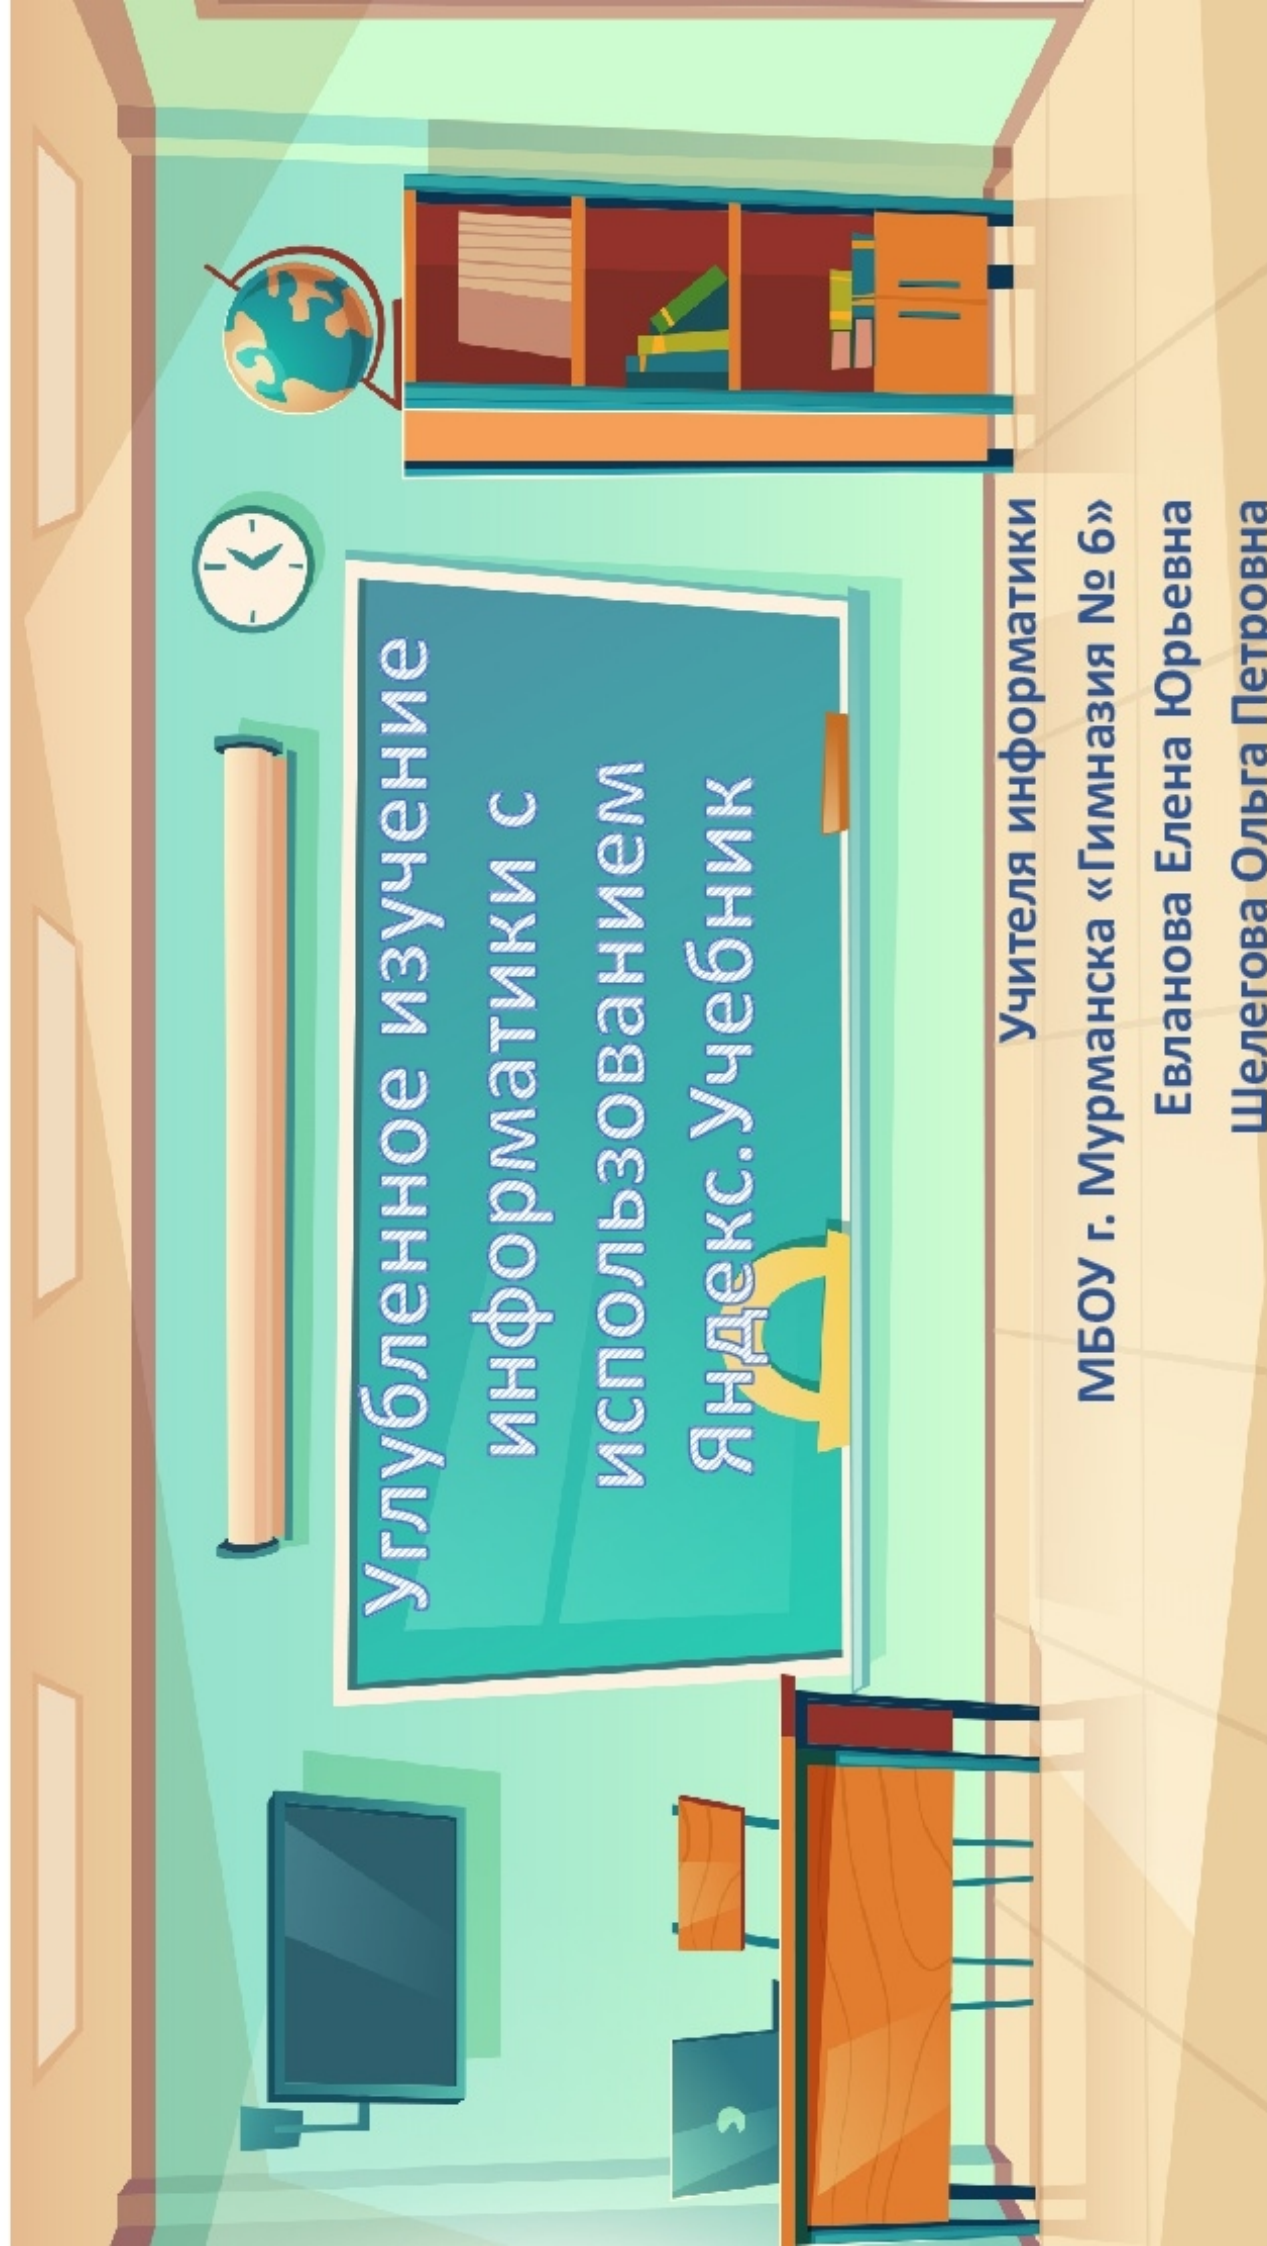 Углубленное изучение
информатики с
использованием
Яндекс.Учебник
Учителя информатики
МБОУ г. Мурманска «Гимназия № 6»
Евланова Елена Юрьевна
Шелегова Ольга Петровна